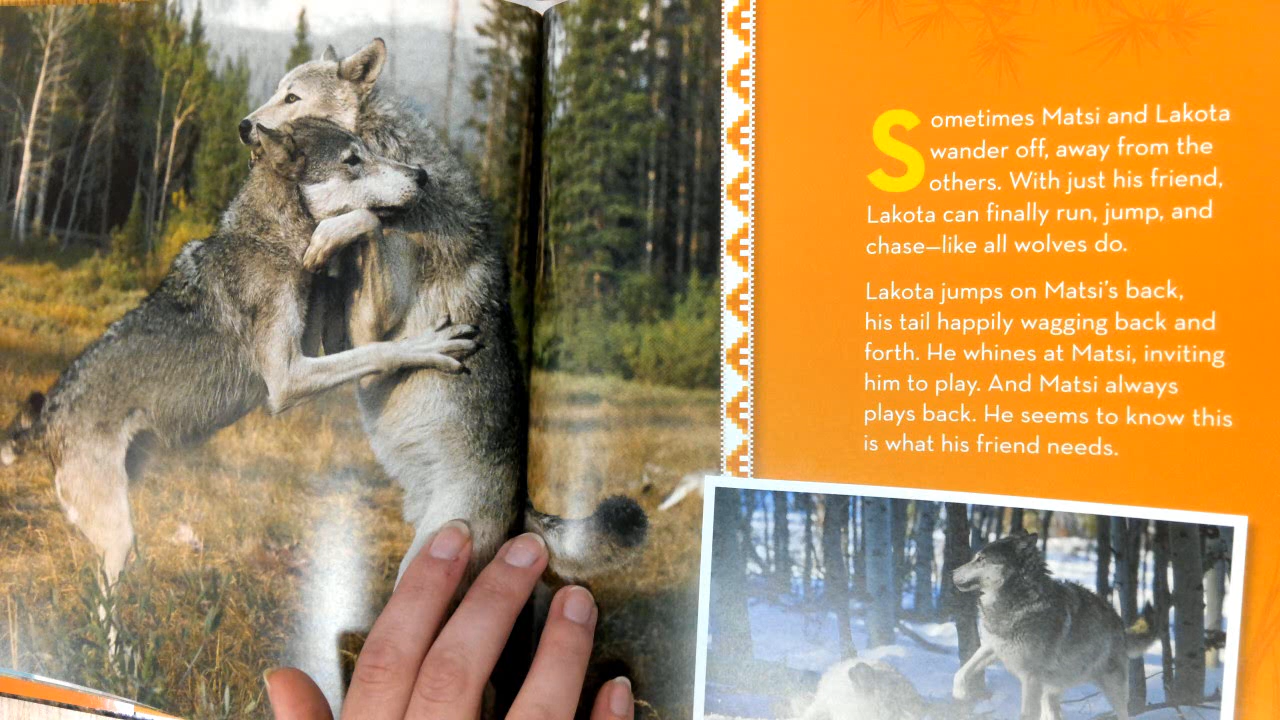 Sometimes Matsi and Lakota
wander off, away from the
others. With just his friend,
Lakota can finally run, jump, and
chase—like all wolves do.
Lakota jumps on Matsi's back,
his tail happily wagging back and
forth. He whines at Matsi, inviting
him to play. And Matsi always
plays back. He seems to know this
is what his friend needs.